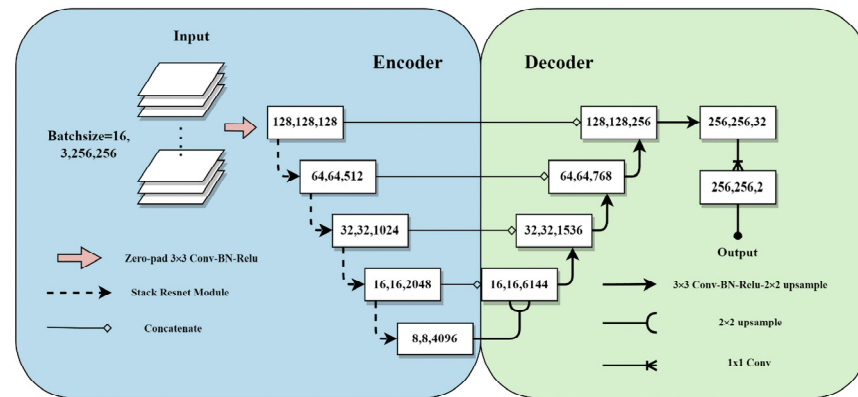 Input
Encoder
Decoder
Batchsize=16,
3,256,256
128,128,128
128,128,256
256,256,32
64,64,512
64,64,768
256,256,2
32,32,1024
32,32,1536
Output
Zero-pad 3×3 Conv-BN-Relu
16,16,2048
16,16,6144
3×3 Conv-BN-Relu-2×2 upsample
Stack Resnet Module
Concatenate
8,8,4096
2×2 upsample
1x1 Conv